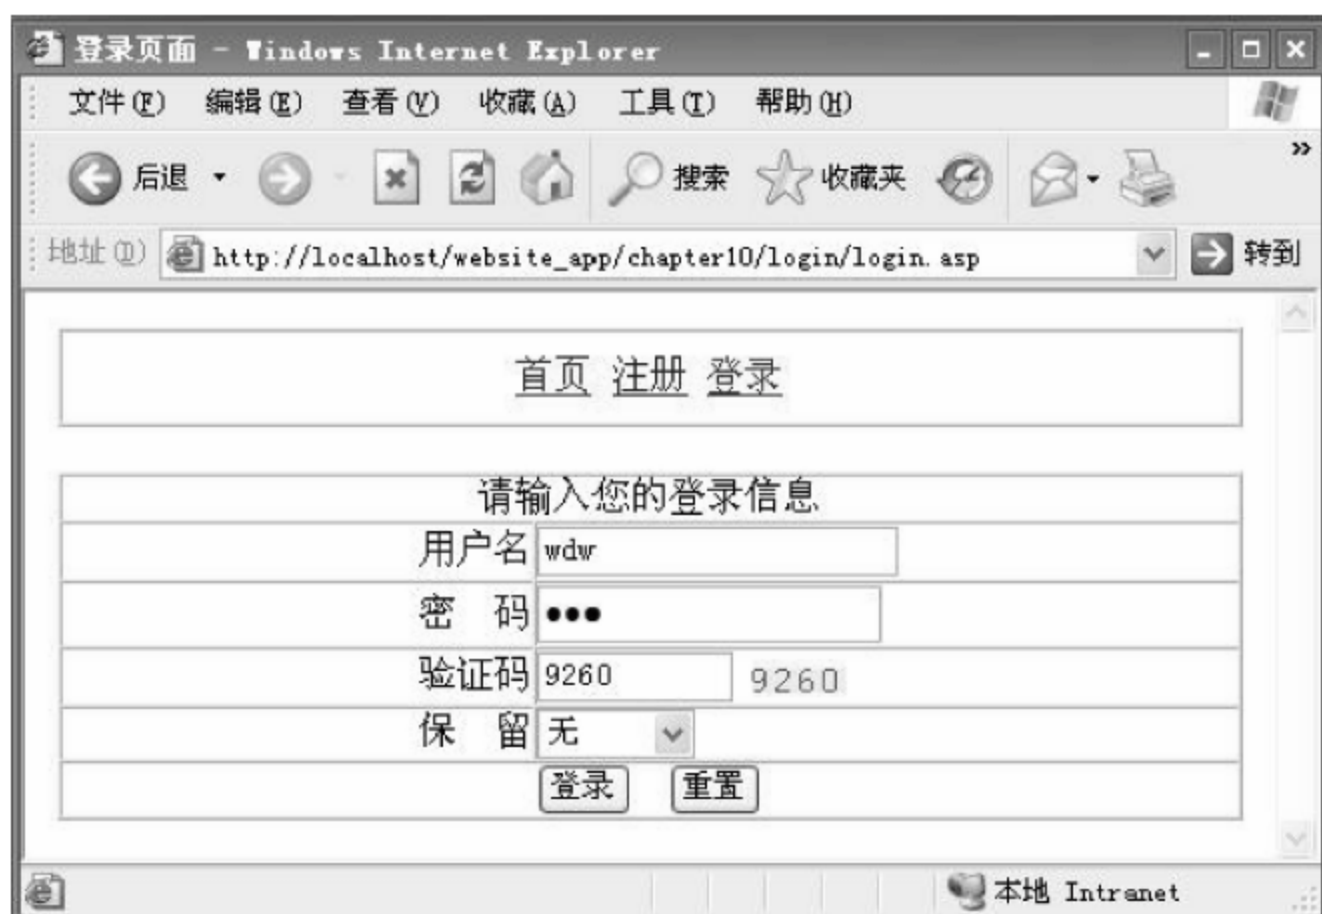 登录页面 - Windows Internet Explorer
文件(F) 编辑(E) 查看(V) 收藏(A) 工具(T) 帮助(H)
后退 搜索 收藏夹 »
地址(D) http://localhost/website_app/chapter10/login/login.asp 转到
首页 注册 登录
请输入您的登录信息
用户名 wdw
密 码 •••
验证码 9260 9260
保 留 无
登录 重置
本地 Intranet